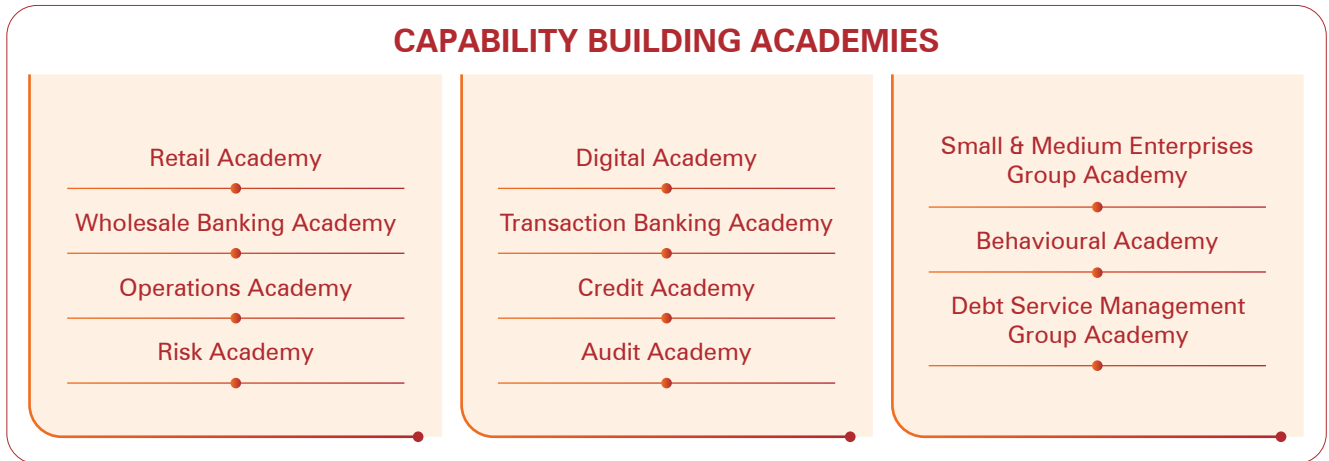 CAPABILITY BUILDING ACADEMIES
Retail Academy
Wholesale Banking Academy
Operations Academy
Risk Academy
Digital Academy
Transaction Banking Academy
Credit Academy
Audit Academy
Small & Medium Enterprises
Group Academy
Behavioural Academy
Debt Service Management
Group Academy